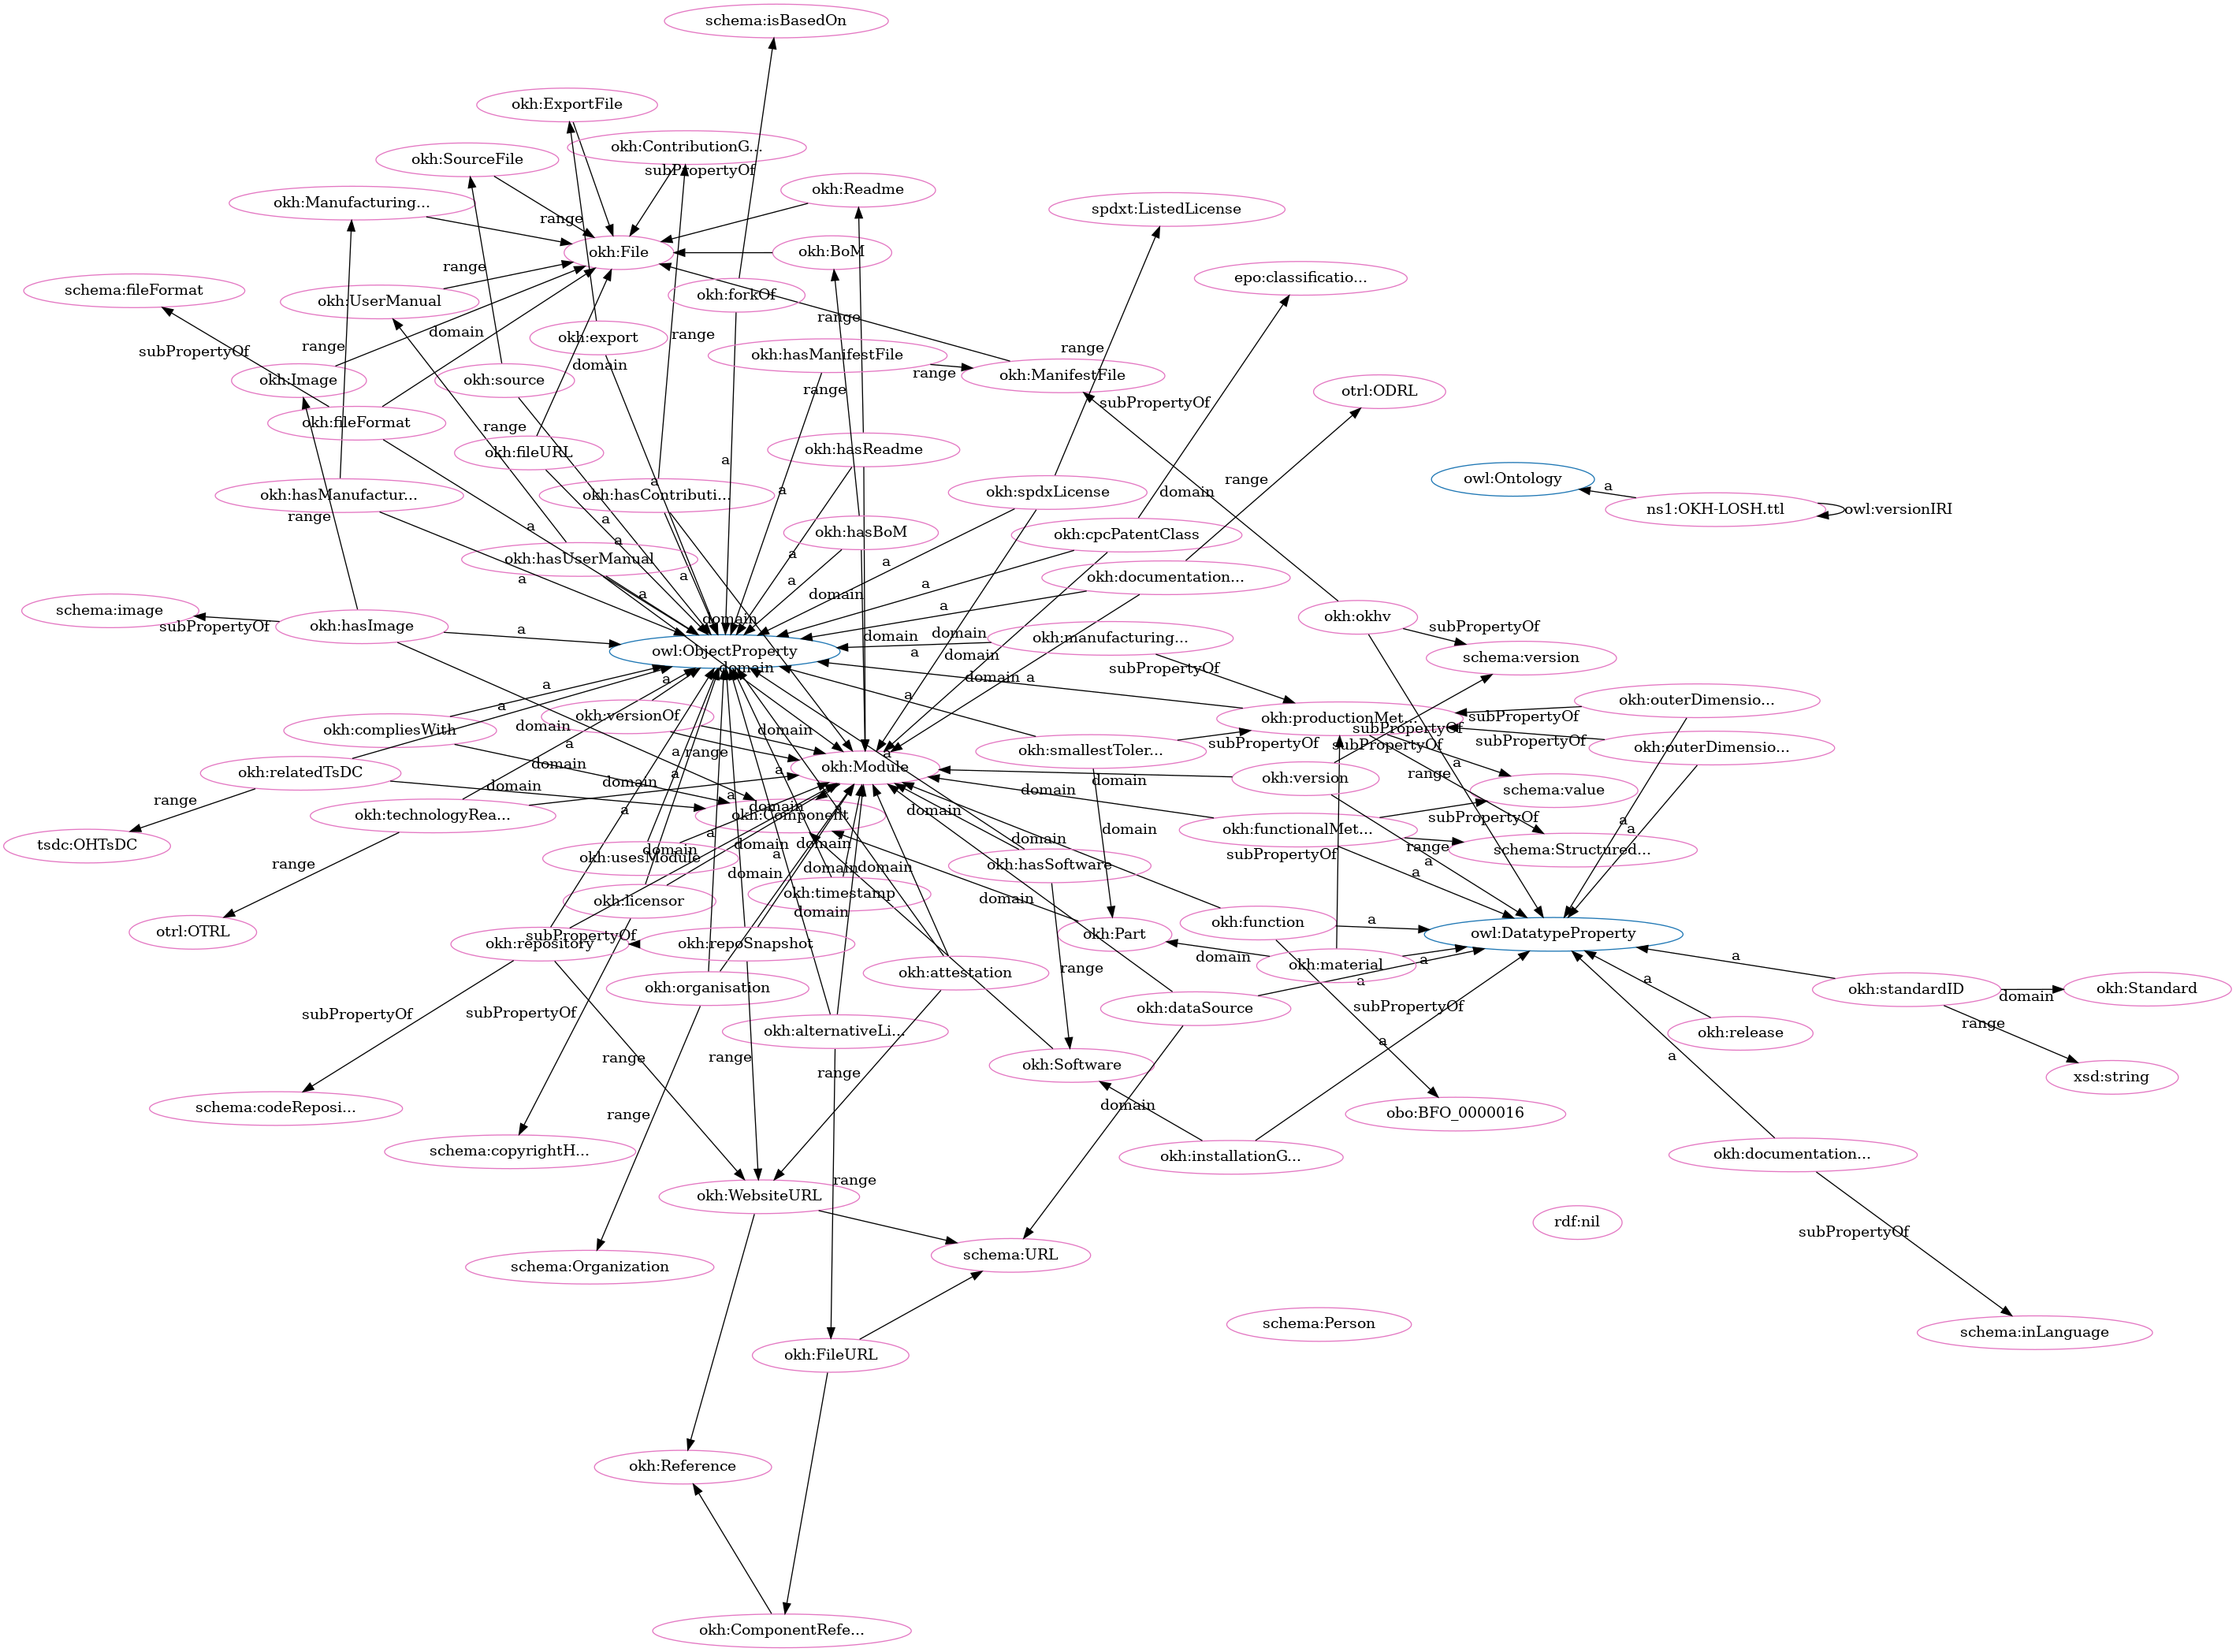 schema:isBasedOn
okh:ExportFile
okh:ContributionG...
okh:SourceFile
subPropertyOf
okh:Readme
okh:Manufacturing...
spdxt:ListedLicense
range
okh:File
okh:BoM
range
epo:classificatio...
schema:fileFormat
okh:UserManual
okh:forkOf
range
domain
okh:export
range
subPropertyOf
range
range
okh:hasManifestFile
domain
range
okh:ManifestFile
okh:Image
okh:source
range
otrl:ODRL
subPropertyOf
okh:fileFormat
range
okh:fileURL
okh:hasReadme
a
range
owl:Ontology
a
okh:hasManufactur...
okh:hasContributi...
a
a
okh:spdxLicense
domain
ns1:OKH-LOSH.ttl
owl:versionIRI
range
a
a
a
okh:hasBoM
okh:cpcPatentClass
okh:hasUserManual
a
a
a
a
a
a
a
okh:documentation...
domain
a
schema:image
subPropertyOf
okh:hasImage
a
domain
domain
domain
okh:manufacturing...
okh:okhv
subPropertyOf
owl:ObjectProperty
a
domain
schema:version
domain
a
domain
a
subPropertyOf
a
a
okh:compliesWith
okh:versionOf
domain
domain
a
okh:productionMet...
okh:outerDimensio...
subPropertyOf
subPropertyOf
subPropertyOf
subPropertyOf
subPropertyOf
okh:outerDimensio...
a
a
range
a
okh:smallestToler...
okh:relatedTsDC
domain
a
a
okh:Module
okh:version
domain
range
a
range
domain
domain
domain
schema:value
okh:technologyRea...
a
a
domain
okh:Component
a
domain
subPropertyOf
a
tsdc:OHTsDC
a
domain
domain
domain
domain
okh:functionalMet...
range
schema:Structured...
a
range
domain
okh:usesModule
a
subPropertyOf
a
domain
domain
domain
okh:hasSoftware
a
okh:licensor
okh:timestamp
domain
otrl:OTRL
subPropertyOf
domain
okh:function
a
okh:Part
owl:DatatypeProperty
okh:repository
okh:repoSnapshot
domain
okh:material
a
a
okh:attestation
range
a
a
okh:organisation
okh:standardID
domain
okh:Standard
subPropertyOf
subPropertyOf
okh:dataSource
subPropertyOf
okh:alternativeLi...
range
okh:release
range
range
okh:Software
a
a
range
xsd:string
schema:codeReposi...
range
domain
obo:BFO_0000016
schema:copyrightH...
okh:installationG...
okh:documentation...
range
okh:WebsiteURL
rdf:nil
subPropertyOf
schema:Organization
schema:URL
schema:Person
schema:inLanguage
okh:FileURL
okh:Reference
okh:ComponentRefe...